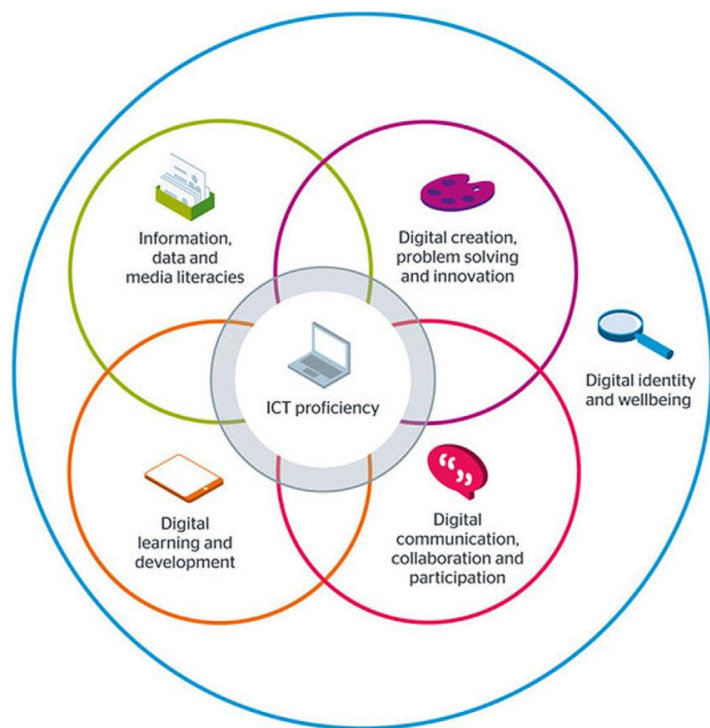 Information,
data and
media literacies
Digital creation,
problem solving
and innovation
ICT proficiency
Digital identity
and wellbeing
Digital
learning and
development
Digital
communication,
collaboration and
participation